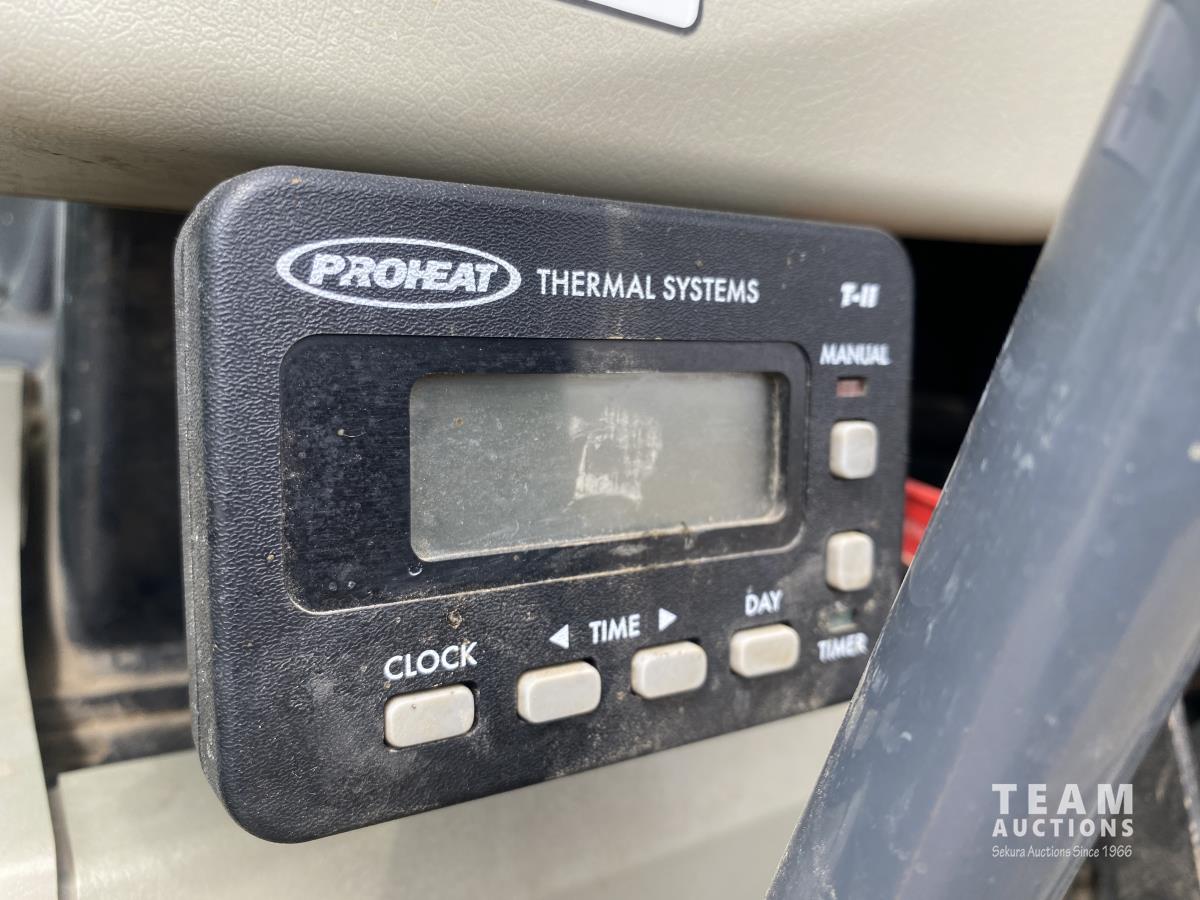 PROHEAT THERMAL SYSTEMS T-II
MANUAL
◀ TIME ▶ DAY
CLOCK TIMER
TEAM
AUCTIONS
Sekura Auctions Since 1966